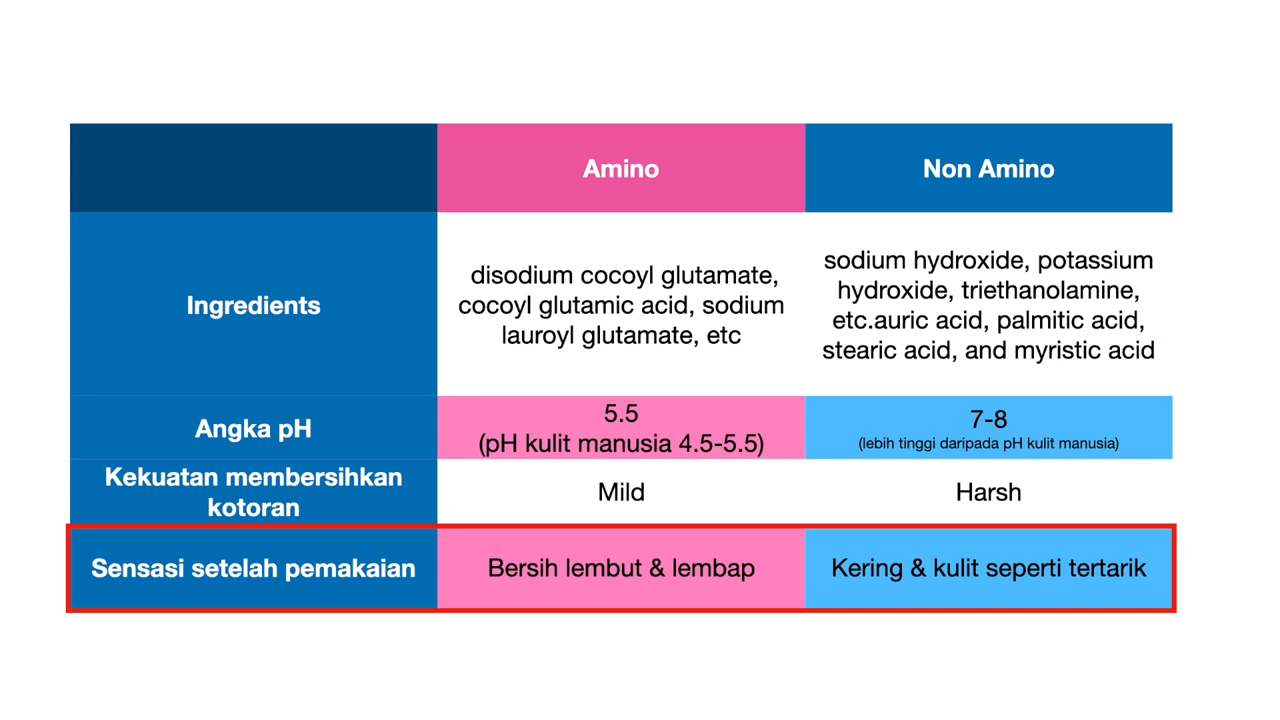 Amino
Non Amino
Ingredients
disodium cocoyl glutamate,
cocoyl glutamic acid, sodium
lauroyl glutamate, etc
sodium hydroxide, potassium
hydroxide, triethanolamine,
etc.auric acid, palmitic acid,
stearic acid, and myristic acid
Angka pH
5.5
(pH kulit manusia 4.5-5.5)
7-8
(lebih tinggi daripada pH kulit manusia)
Kekuatan membersihkan
kotoran
Mild
Harsh
Sensasi setelah pemakaian
Bersih lembut & lembap
Kering & kulit seperti tertarik